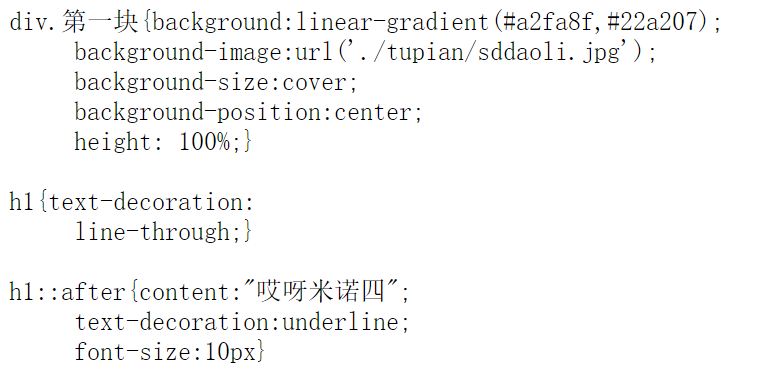 div.第一块{background:linear-gradient(#a2fa8f,#22a207);
background-image:url('./tupian/sddaoli.jpg');
background-size:cover;
background-position:center;
height: 100%;}
h1{text-decoration:
line-through;}
h1::after{content:"哎呀米诺四";
text-decoration:underline;
font-size:10px}